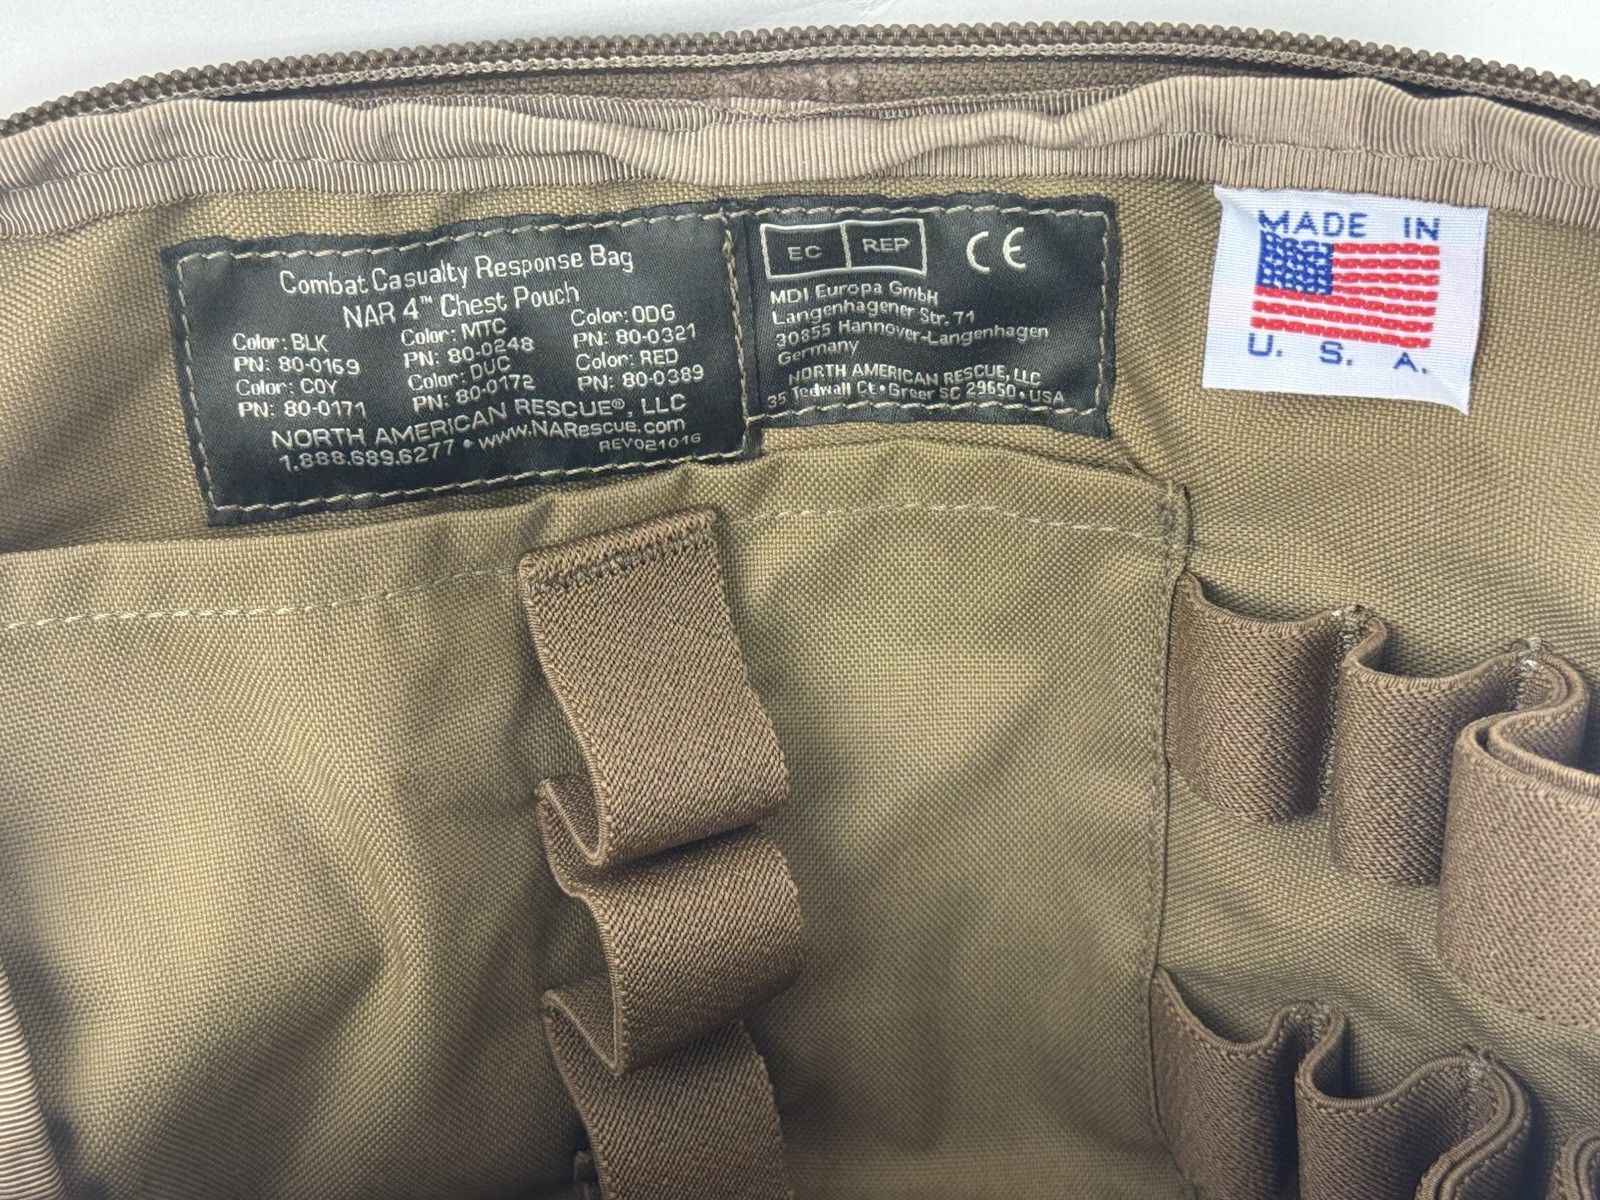 Combat Casualty Response Bag
NAR 4™ Chest Pouch
Color: BLK Color: MTC Color: ODG
PN: 80-0169 PN: 80-0248 PN: 80-0321
Color: COY Color: DUC Color: RED
PN: 80-0171 PN: 80-0172 PN: 80-0389
NORTH AMERICAN RESCUE®, LLC
1.888.689.6277 • www.NARescue.com
REV021016
EC REP CE
MDI Europa GmbH
Langenhagener Str. 71
30855 Hannover-Langenhagen
Germany
NORTH AMERICAN RESCUE, LLC
35 Tedwall Ct • Greer SC 29650 • USA
MADE IN
U. S. A.